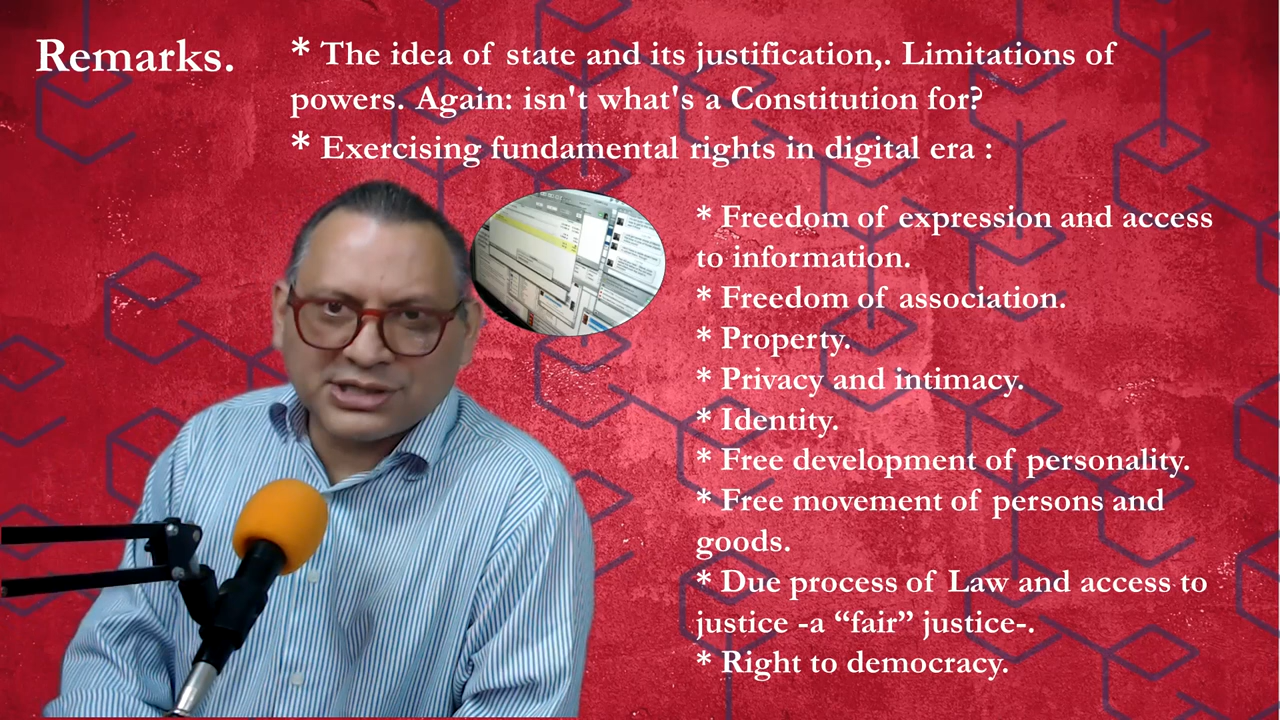 Remarks.
* The idea of state and its justification,. Limitations of
powers. Again: isn't what's a Constitution for?
* Exercising fundamental rights in digital era :
* Freedom of expression and access
to information.
* Freedom of association.
* Property.
* Privacy and intimacy.
* Identity.
* Free development of personality.
* Free movement of persons and
goods.
* Due process of Law and access to
justice -a “fair” justice-.
* Right to democracy.